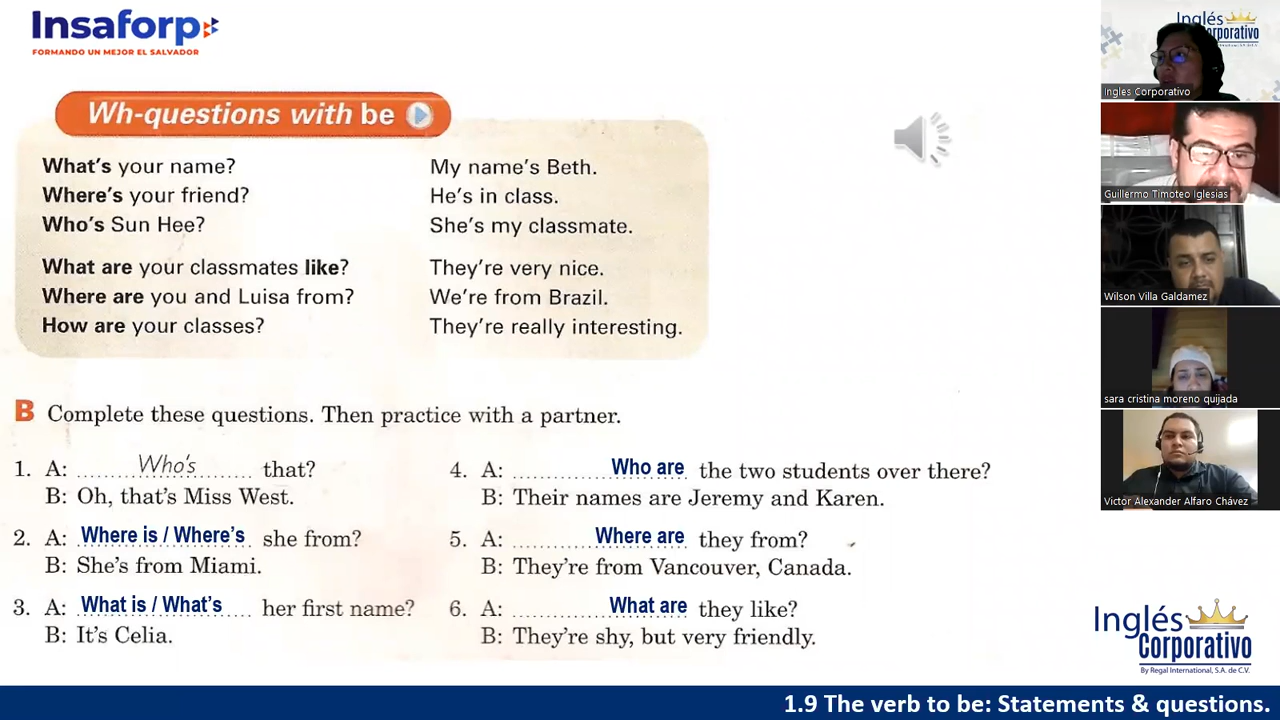 Insaforp
FORMANDO UN MEJOR EL SALVADOR
Wh-questions with be
What's your name? My name's Beth.
Where's your friend? He's in class.
Who's Sun Hee? She's my classmate.
What are your classmates like? They're very nice.
Where are you and Luisa from? We're from Brazil.
How are your classes? They're really interesting.
B Complete these questions. Then practice with a partner.
1. A: Who's that?
B: Oh, that's Miss West.
2. A: Where is / Where's she from?
B: She's from Miami.
3. A: What is / What's her first name?
B: It's Celia.
4. A: Who are the two students over there?
B: Their names are Jeremy and Karen.
5. A: Where are they from?
B: They're from Vancouver, Canada.
6. A: What are they like?
B: They're shy, but very friendly.
Inglés
Corporativo
By Regal International, S.A. de C.V.
1.9 The verb to be: Statements & questions.
Inglés
Corporativo
Ingles Corporativo
Guillermo Timoteo Iglesias
Wilson Villa Galdamez
sara cristina moreno quijada
Victor Alexander Alfaro Chávez